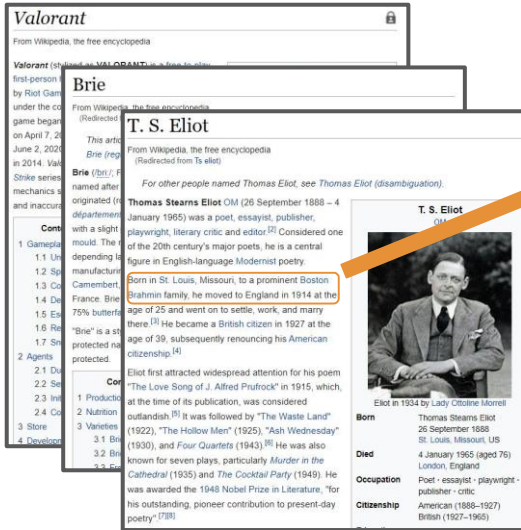 Valorant
From Wikipedia, the free encyclopedia
Valorant (stylized as VALORANT) is a free-to-play
first-person
by Riot Gam
under the co
game began
on April 7, 20
June 2, 2020
in 2014. Valo
Strike series
mechanics s
and inaccura
Conte
1 Gameplay
1.1 Un
1.2 Sp
1.3 Co
1.4 De
1.5 Es
1.6 Re
1.7 Sn
2 Agents
2.1 Du
2.2 Se
2.3 Init
2.4 Co
3 Store
4 Developm
Brie
From Wikipedia, the free encyclopedia
(Redirected f
This artic
Brie (reg
Brie (/briː/; F
named after
originated (ro
département
with a slight
mould. The r
depending la
manufacturin
Camembert,
France. Brie
75% butterfa
"Brie" is a sty
protected na
protected.
Con
1 Productio
2 Nutrition
3 Varieties
3.1 Brie
3.2 Brie
T. S. Eliot
From Wikipedia, the free encyclopedia
(Redirected from Ts eliot)
For other people named Thomas Eliot, see Thomas Eliot (disambiguation).
Thomas Stearns Eliot OM (26 September 1888 – 4
January 1965) was a poet, essayist, publisher,
playwright, literary critic and editor.[2] Considered one
of the 20th century's major poets, he is a central
figure in English-language Modernist poetry.
Born in St. Louis, Missouri, to a prominent Boston
Brahmin family, he moved to England in 1914 at the
age of 25 and went on to settle, work, and marry
there.[3] He became a British citizen in 1927 at the
age of 39, subsequently renouncing his American
citizenship.[4]
Eliot first attracted widespread attention for his poem
"The Love Song of J. Alfred Prufrock" in 1915, which,
at the time of its publication, was considered
outlandish.[5] It was followed by "The Waste Land"
(1922), "The Hollow Men" (1925), "Ash Wednesday"
(1930), and Four Quartets (1943).[6] He was also
known for seven plays, particularly Murder in the
Cathedral (1935) and The Cocktail Party (1949). He
was awarded the 1948 Nobel Prize in Literature, "for
his outstanding, pioneer contribution to present-day
poetry".[7][8]
T. S. Eliot
OM
Eliot in 1934 by Lady Ottoline Morrell
Born Thomas Stearns Eliot
26 September 1888
St. Louis, Missouri, US
Died 4 January 1965 (aged 76)
London, England
Occupation Poet · essayist · playwright ·
publisher · critic
Citizenship American (1888–1927)
British (1927–1965)